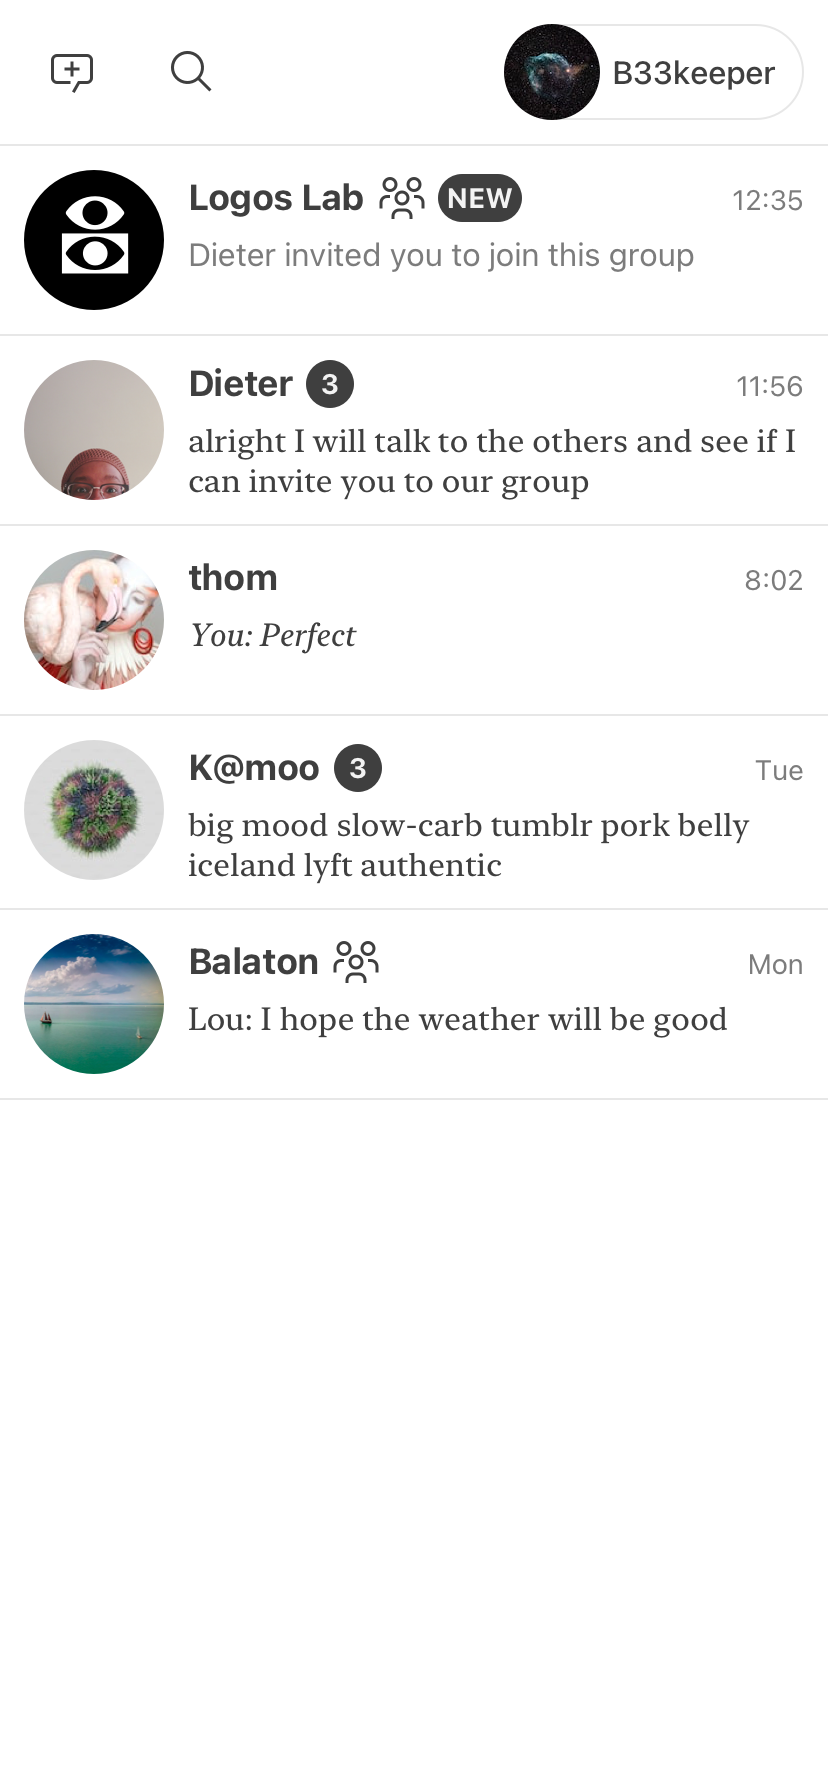 B33keeper
Logos Lab NEW 12:35
Dieter invited you to join this group
Dieter 3 11:56
alright I will talk to the others and see if I
can invite you to our group
thom 8:02
You: Perfect
K@moo 3 Tue
big mood slow-carb tumblr pork belly
iceland lyft authentic
Balaton Mon
Lou: I hope the weather will be good